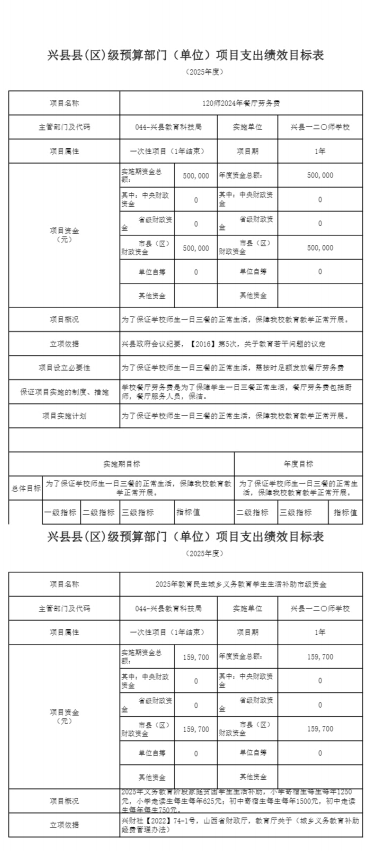 兴县县(区)级预算部门（单位）项目支出绩效目标表
（2025年度）
项目名称 120师2024年餐厅劳务费
主管部门及代码 044-兴县教育科技局 实施单位 兴县一二〇师学校
项目属性 一次性项目（1年结束） 项目期 1年
项目资金
（元）
实施期资金总
额: 500,000 年度资金总额: 500,000
其中: 中央财政
资金 0 其中: 中央财政资
金 0
省级财政资
金 0 省级财政资
金 0
市县（区）
财政资金 500,000 市县（区）
财政资金 500,000
单位自筹 0 单位自筹 0
其他资金 其他资金
项目概况 为了保证学校师生一日三餐的正常生活, 保障我校教育教学正常开展。
立项依据 兴县政府会议纪要,【2016】第5次, 关于教育若干问题的议定
项目设立必要性 为了保证学校师生一日三餐的正常生活, 需按时足额发放餐厅劳务费
保证项目实施的制度、措施 学校餐厅劳务费是为了保障学生一日三餐正常生活, 餐厅劳务费包括厨
师, 餐厅服务人员, 保洁。
项目实施计划 为了保证学校师生一日三餐的正常生活, 保障我校教育教学正常开展。
实施期目标 年度目标
总体目标 为了保证学校师生一日三餐的正常生活, 保障我校教育教
学正常开展。 为了保证学校师生一日三餐的正常生
活, 保障我校教育教学正常开展。
一级指标 二级指标 三级指标 指标值 二级指标 三级指标 指标值
兴县县(区)级预算部门（单位）项目支出绩效目标表
（2025年度）
项目名称 2025年教育民生城乡义务教育学生生活补助市级资金
主管部门及代码 044-兴县教育科技局 实施单位 兴县一二〇师学校
项目属性 一次性项目（1年结束） 项目期 1年
项目资金
（元）
实施期资金总
额: 159,700 年度资金总额: 159,700
其中: 中央财政
资金 0 其中: 中央财政资
金 0
省级财政资
金 0 省级财政资
金 0
市县（区）
财政资金 159,700 市县（区）
财政资金 159,700
单位自筹 0 单位自筹 0
其他资金 其他资金
项目概况 2025年义务教育阶段家庭贫困学生生活补助, 小学寄宿生每生每年1250
元, 小学走读生每生每年625元; 初中寄宿生每生每年1500元, 初中走读
生每生每年750元。
立项依据 兴财社【2022】74-1号, 山西省财政厅, 教育厅关于（城乡义务教育补助
经费管理办法）